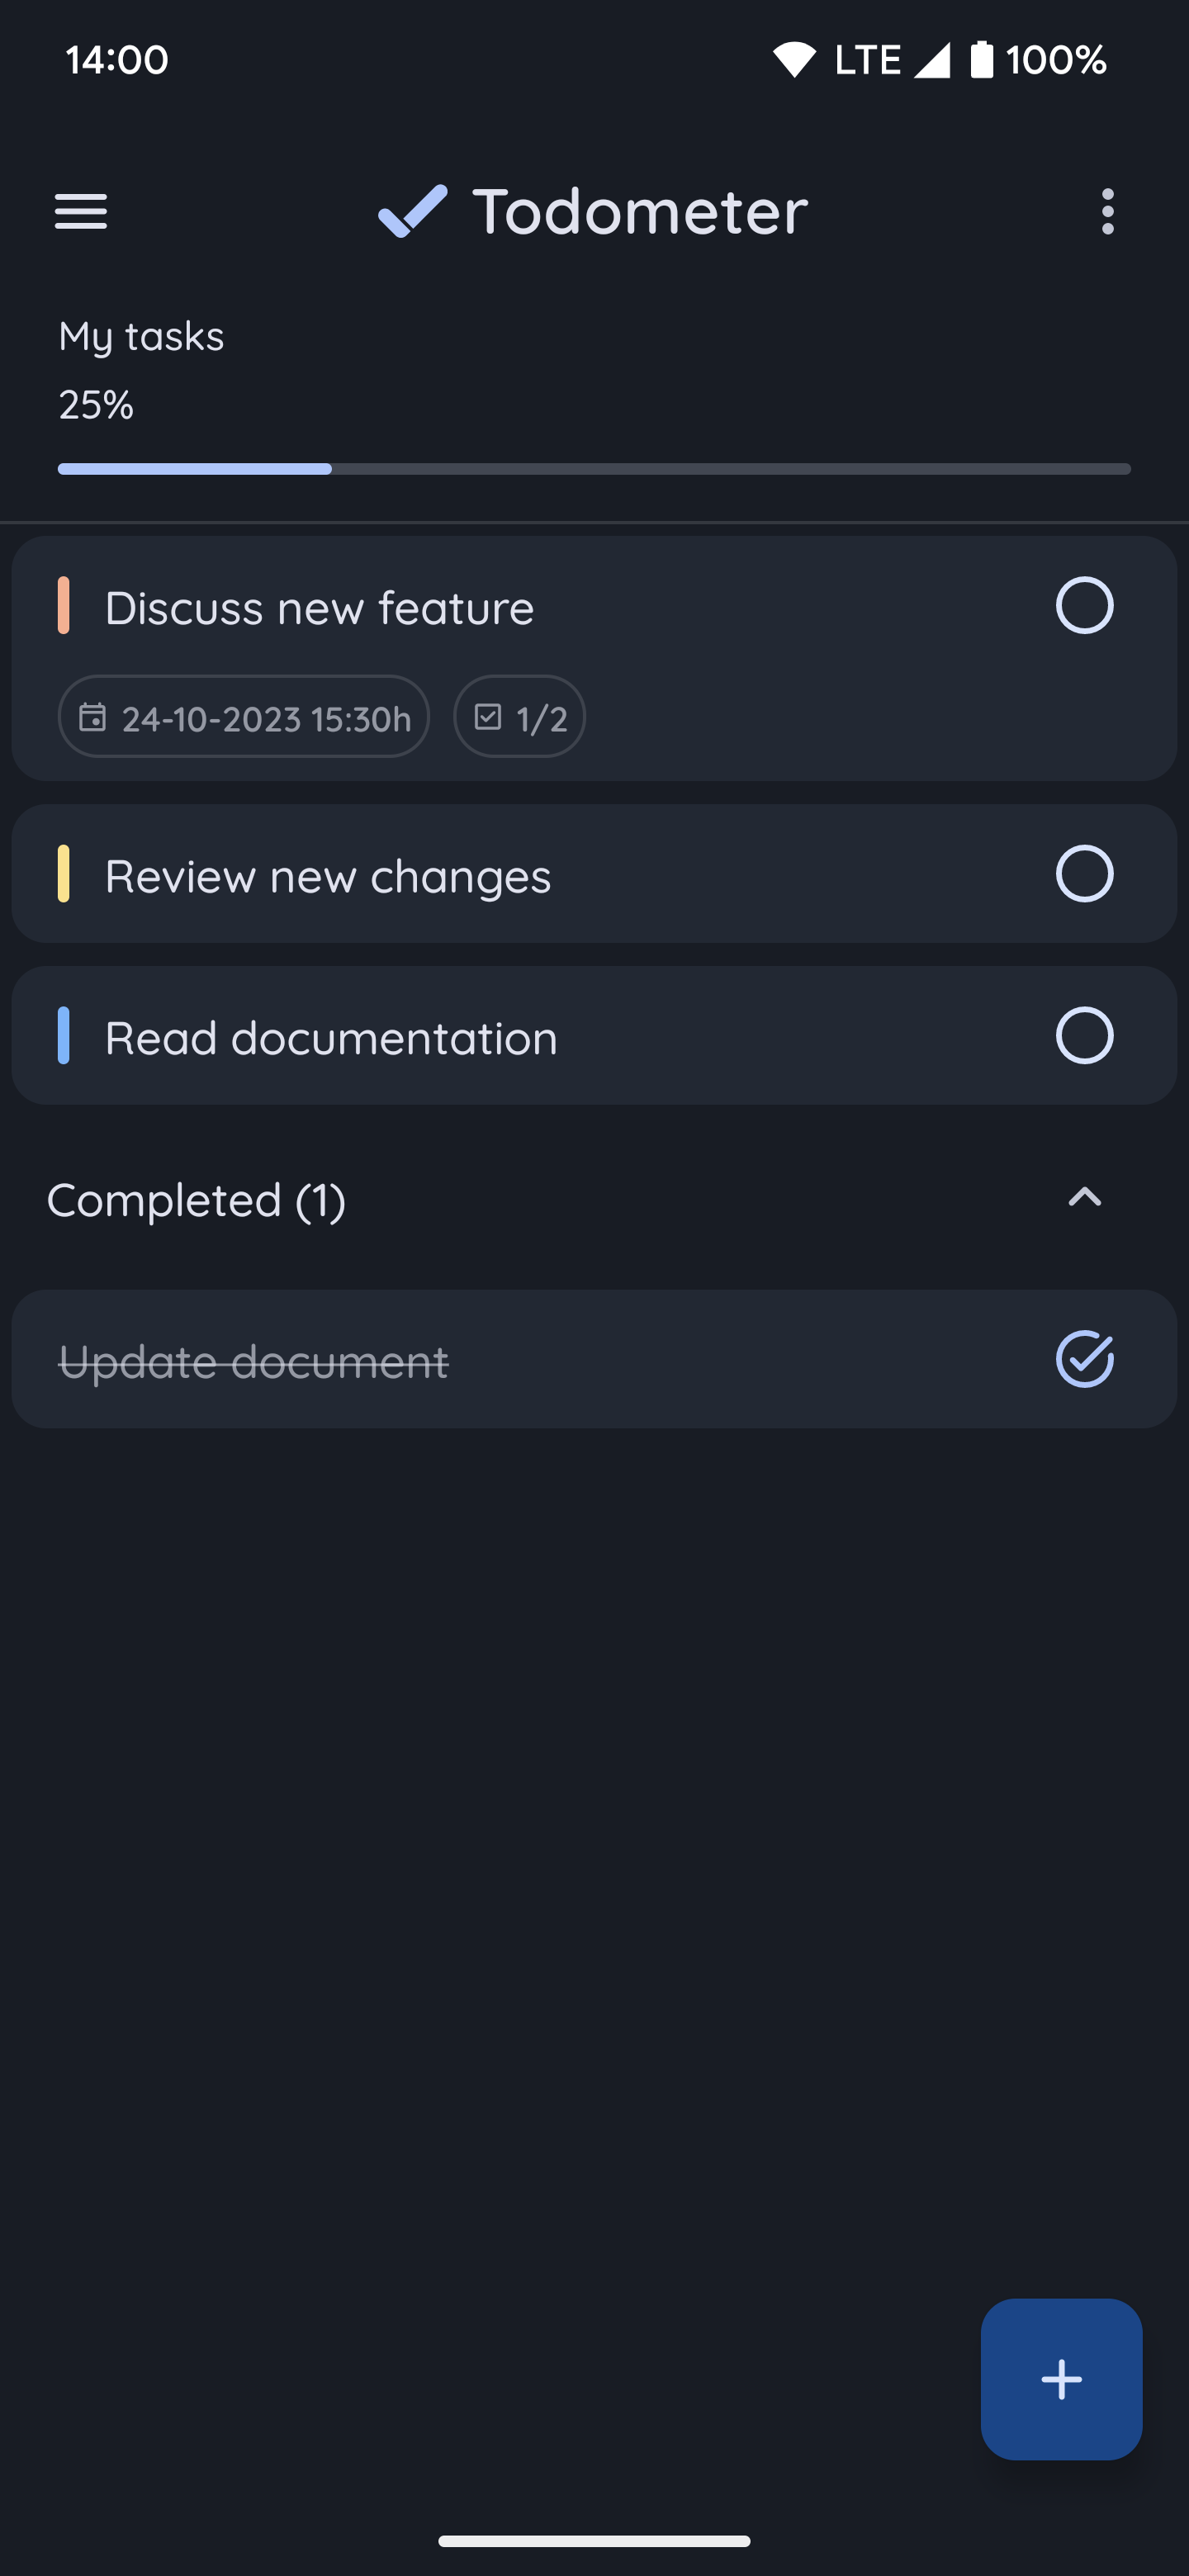 14:00
LTE 100%
Todometer
My tasks
25%
Discuss new feature
24-10-2023 15:30h
1/2
Review new changes
Read documentation
Completed (1)
Update document